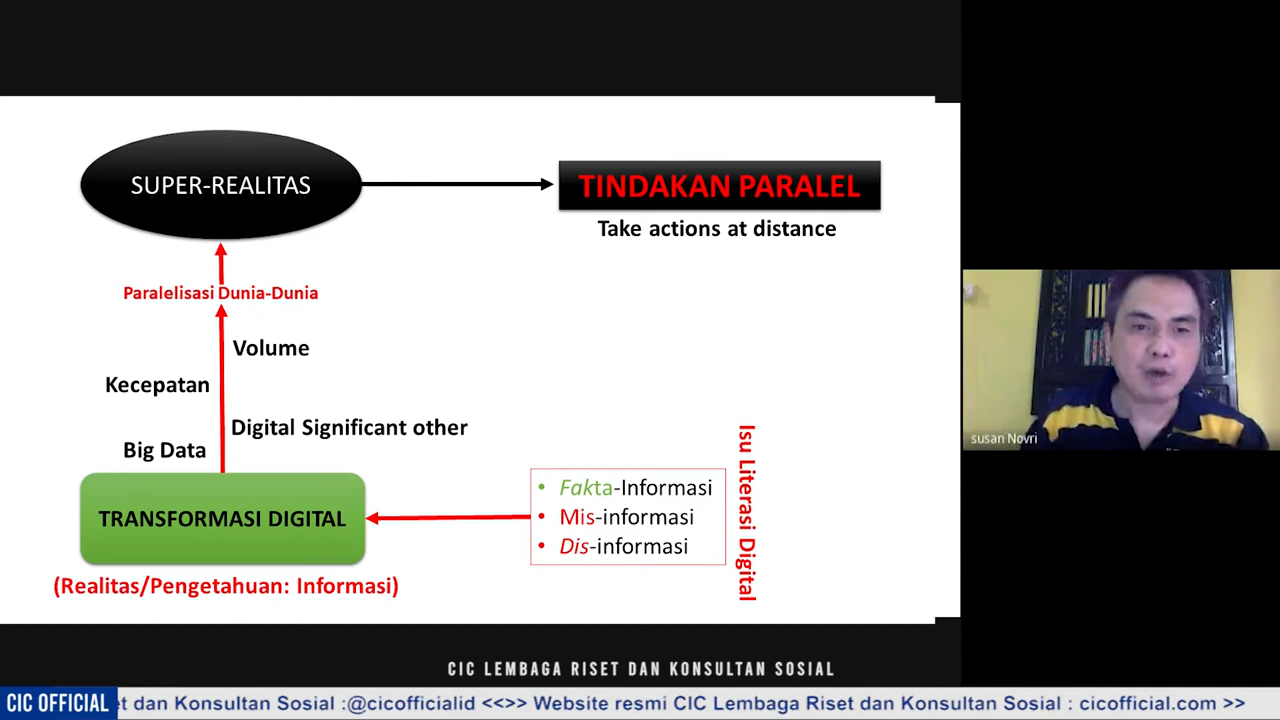 SUPER-REALITAS
TINDAKAN PARALEL
Take actions at distance
Paralelisasi Dunia-Dunia
Volume
Kecepatan
Digital Significant other
Big Data
TRANSFORMASI DIGITAL
(Realitas/Pengetahuan: Informasi)
• Fakta-Informasi
• Mis-informasi
• Dis-informasi
Isu Literasi Digital
susan Novri
CIC LEMBAGA RISET DAN KONSULTAN SOSIAL
CIC OFFICIAL
et dan Konsultan Sosial :@cicofficialid <<>> Website resmi CIC Lembaga Riset dan Konsultan Sosial : cicofficial.com >>